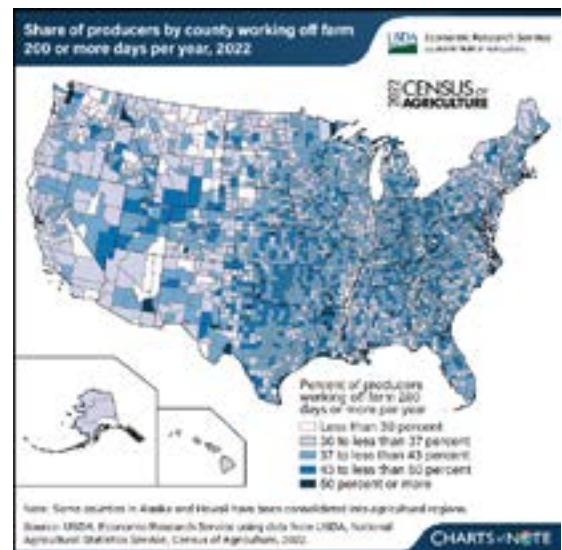 Share of producers by county working off farm
200 or more days per year, 2022
USDA Economic Research Service
U.S. DEPARTMENT OF AGRICULTURE
2022 CENSUS OF
AGRICULTURE
Percent of producers
working off farm 200
days or more per year
Less than 30 percent
30 to less than 37 percent
37 to less than 43 percent
43 to less than 50 percent
50 percent or more
Note: Some counties in Alaska and Hawaii have been consolidated into agricultural regions.
Source: USDA, Economic Research Service using data from USDA, National
Agricultural Statistics Service, Census of Agriculture, 2022.
CHARTS of NOTE